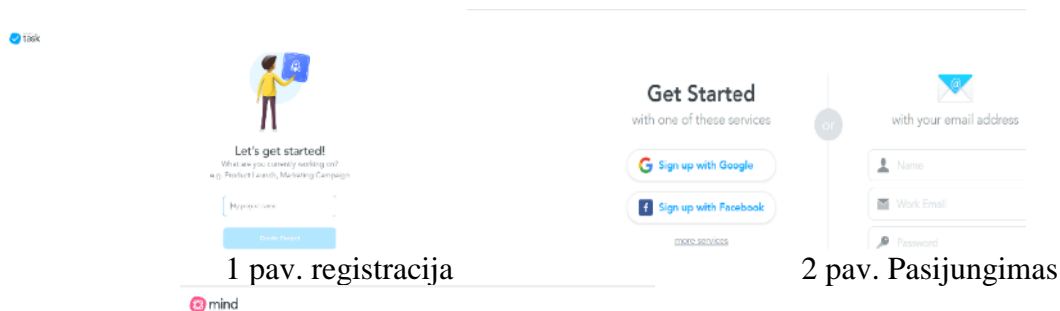 task
Let's get started!
What are you currently working on?
e.g. Product Launch, Marketing Campaign
Create Project
1 pav. registracija
Get Started
with one of these services
Sign up with Google
Sign up with Facebook
more services
or
with your email address
Name
Work Email
Password
2 pav. Pasijungimas
mind